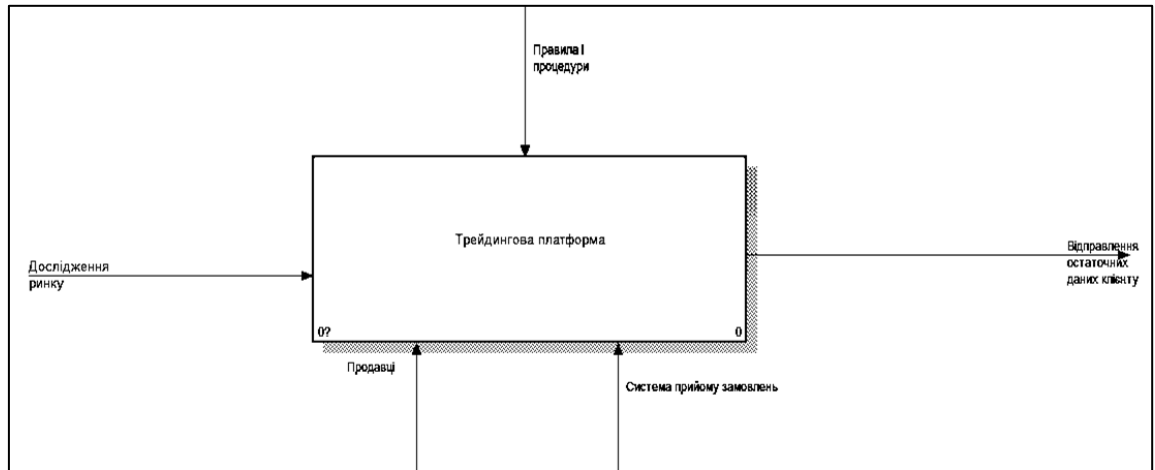 Правила і
процедури
Трейдингова платформа
Дослідження
ринку
Відправлення
остаточних
даних клієнту
0?
0
Продавці
Система прийому замовлень